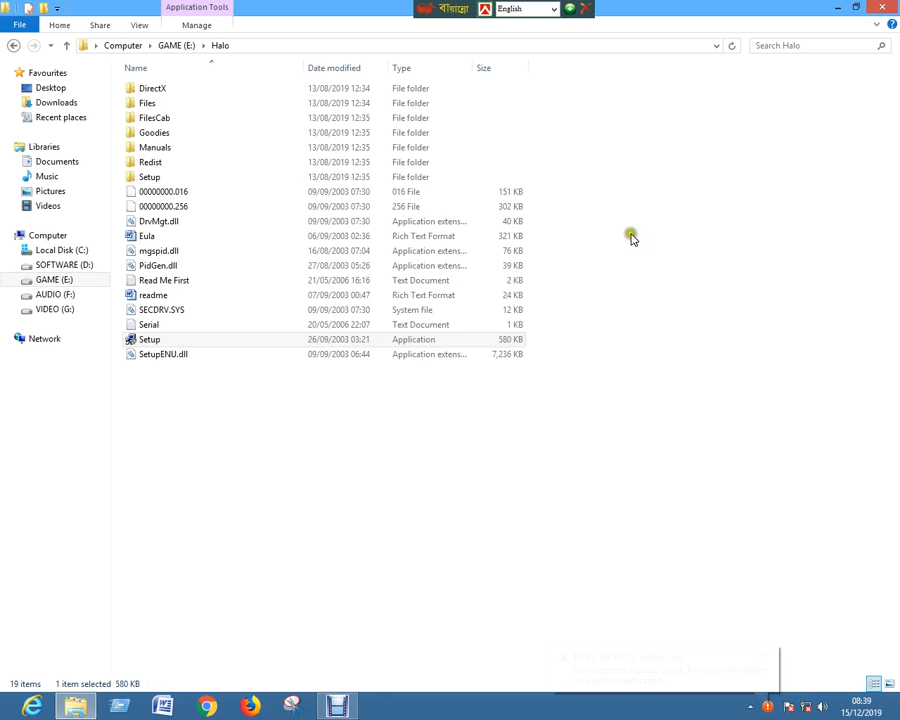 Application Tools
বায়ান্নো
English
File
Home
Share
View
Manage
Computer
GAME (E:)
Halo
Search Halo
Name
Date modified
Type
Size
Favourites
Desktop
Downloads
Recent places
Libraries
Documents
Music
Pictures
Videos
Computer
Local Disk (C:)
SOFTWARE (D:)
GAME (E:)
AUDIO (F:)
VIDEO (G:)
Network
DirectX 13/08/2019 12:34 File folder
Files 13/08/2019 12:34 File folder
FilesCab 13/08/2019 12:35 File folder
Goodies 13/08/2019 12:35 File folder
Manuals 13/08/2019 12:35 File folder
Redist 13/08/2019 12:35 File folder
Setup 13/08/2019 12:35 File folder
00000000.016 09/09/2003 07:30 016 File 151 KB
00000000.256 09/09/2003 07:30 256 File 302 KB
DrvMgt.dll 09/09/2003 07:30 Application extens... 40 KB
Eula 06/09/2003 02:36 Rich Text Format 321 KB
mgspid.dll 16/08/2003 07:04 Application extens... 76 KB
PidGen.dll 27/08/2003 05:26 Application extens... 39 KB
Read Me First 21/05/2006 16:16 Text Document 2 KB
readme 07/09/2003 00:47 Rich Text Format 24 KB
SECDRV.SYS 09/09/2003 07:30 System file 12 KB
Serial 20/05/2006 22:07 Text Document 1 KB
Setup 26/09/2003 03:21 Application 580 KB
SetupENU.dll 09/09/2003 06:44 Application extens... 7,236 KB
19 items 1 item selected 580 KB
08:39
15/12/2019